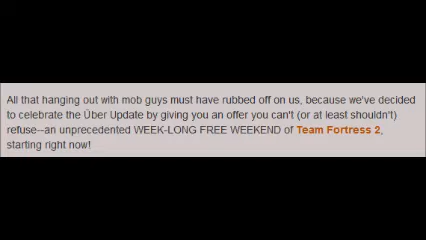 All that hanging out with mob guys must have rubbed off on us, because we've decided
to celebrate the Über Update by giving you an offer you can't (or at least shouldn't)
refuse--an unprecedented WEEK-LONG FREE WEEKEND of Team Fortress 2,
starting right now!